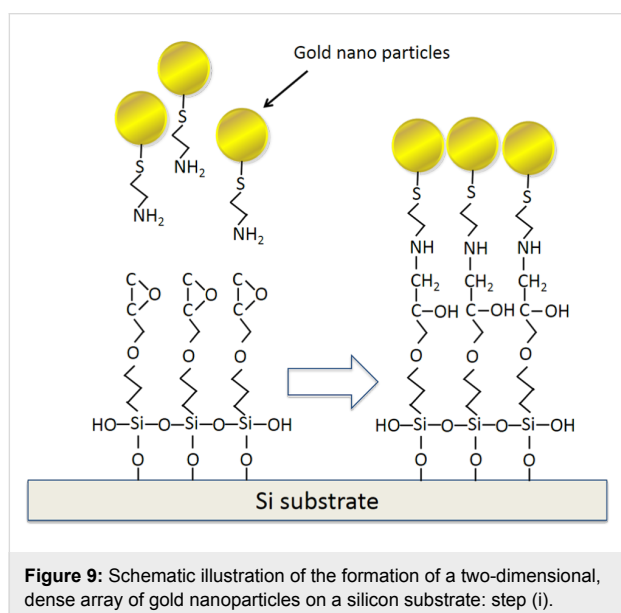 Gold nano particles
S
S
S
S S S
NH₂
NH₂
NH₂
NH NH NH
C C C
O O O
C C C
CH₂ CH₂ CH₂
C–OH C–OH C–OH
O O O
O O O
HO–Si–O–Si–O–Si–OH
HO–Si–O–Si–O–Si–OH
O O O
O O O
Si substrate
Figure 9: Schematic illustration of the formation of a two-dimensional,
dense array of gold nanoparticles on a silicon substrate: step (i).